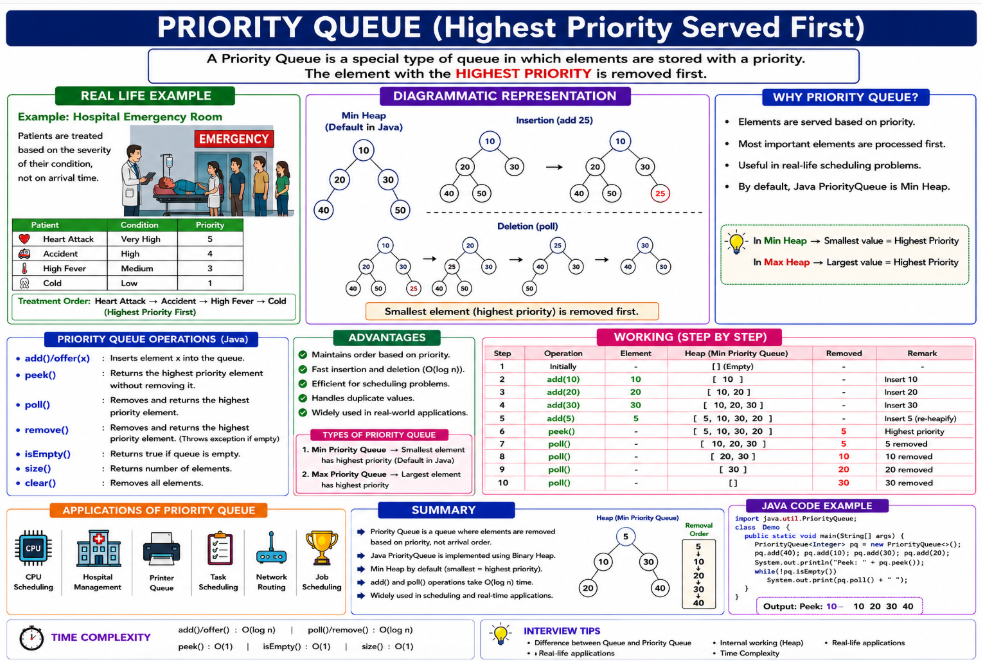 PRIORITY QUEUE (Highest Priority Served First)
A Priority Queue is a special type of queue in which elements are stored with a priority.
The element with the HIGHEST PRIORITY is removed first.
REAL LIFE EXAMPLE
Example: Hospital Emergency Room
Patients are treated
based on the severity
of their condition,
not on arrival time.
EMERGENCY
Patient Condition Priority
Heart Attack Very High 5
Accident High 4
High Fever Medium 3
Cold Low 1
Treatment Order: Heart Attack → Accident → High Fever → Cold
(Highest Priority First)
DIAGRAMMATIC REPRESENTATION
Min Heap
(Default in Java)
10
20 30
40 50
Insertion (add 25)
10 → 10
20 30 20 30
40 50 40 50 25
Deletion (poll)
10 → 20 → 25 → 30
20 30 25 30 20 30 40 50
40 50 25 40 50 50
Smallest element (highest priority) is removed first.
WHY PRIORITY QUEUE?
• Elements are served based on priority.
• Most important elements are processed first.
• Useful in real-life scheduling problems.
• By default, Java PriorityQueue is Min Heap.
In Min Heap → Smallest value = Highest Priority
In Max Heap → Largest value = Highest Priority
PRIORITY QUEUE OPERATIONS (Java)
• add()/offer(x) : Inserts element x into the queue.
• peek() : Returns the highest priority element
without removing it.
• poll() : Removes and returns the highest
priority element.
• remove() : Removes and returns the highest
priority element. (Throws exception if empty)
• isEmpty() : Returns true if queue is empty.
• size() : Returns number of elements.
• clear() : Removes all elements.
ADVANTAGES
Maintains order based on priority.
Fast insertion and deletion (O(log n)).
Efficient for scheduling problems.
Handles duplicate values.
Widely used in real-world applications.
TYPES OF PRIORITY QUEUE
1. Min Priority Queue → Smallest element
has highest priority (Default in Java)
2. Max Priority Queue → Largest element
has highest priority
WORKING (STEP BY STEP)
Step Operation Element Heap (Min Priority Queue) Removed Remark
1 Initially - [ ] (Empty) - -
2 add(10) 10 [ 10 ] - Insert 10
3 add(20) 20 [ 10, 20 ] - Insert 20
4 add(30) 30 [ 10, 20, 30 ] - Insert 30
5 add(5) 5 [ 5, 10, 30, 20 ] - Insert 5 (re-heapify)
6 peek() - [ 5, 10, 30, 20 ] 5 Highest priority
7 poll() - [ 10, 20, 30 ] 5 5 removed
8 poll() - [ 20, 30 ] 10 10 removed
9 poll() - [ 30 ] 20 20 removed
10 poll() - [ ] 30 30 removed
APPLICATIONS OF PRIORITY QUEUE
CPU
CPU
Scheduling
Hospital
Management
Printer
Queue
Task
Scheduling
Network
Routing
Job
Scheduling
SUMMARY
Priority Queue is a queue where elements are removed
based on priority, not arrival order.
Java PriorityQueue is implemented using Binary Heap.
Min Heap by default (smallest = highest priority).
add() and poll() operations take O(log n) time.
Widely used in scheduling and real-time applications.
Heap (Min Priority Queue)
5
10 30
20 40
Removal
Order
5
↓
10
↓
20
↓
30
↓
40
JAVA CODE EXAMPLE
import java.util.PriorityQueue;
class Demo {
public static void main(String[] args) {
PriorityQueue<Integer> pq = new PriorityQueue<>();
pq.add(40); pq.add(10); pq.add(30); pq.add(20);
System.out.println("Peek: " + pq.peek());
while(!pq.isEmpty())
System.out.print(pq.poll() + " ");
}
}
Output: Peek: 10 10 20 30 40
TIME COMPLEXITY
add()/offer() : O(log n) | poll()/remove() : O(log n)
peek() : O(1) | isEmpty() : O(1) | size() : O(1)
INTERVIEW TIPS
• Difference between Queue and Priority Queue • Internal working (Heap) • Real-life applications
• Real-life applications • Time Complexity